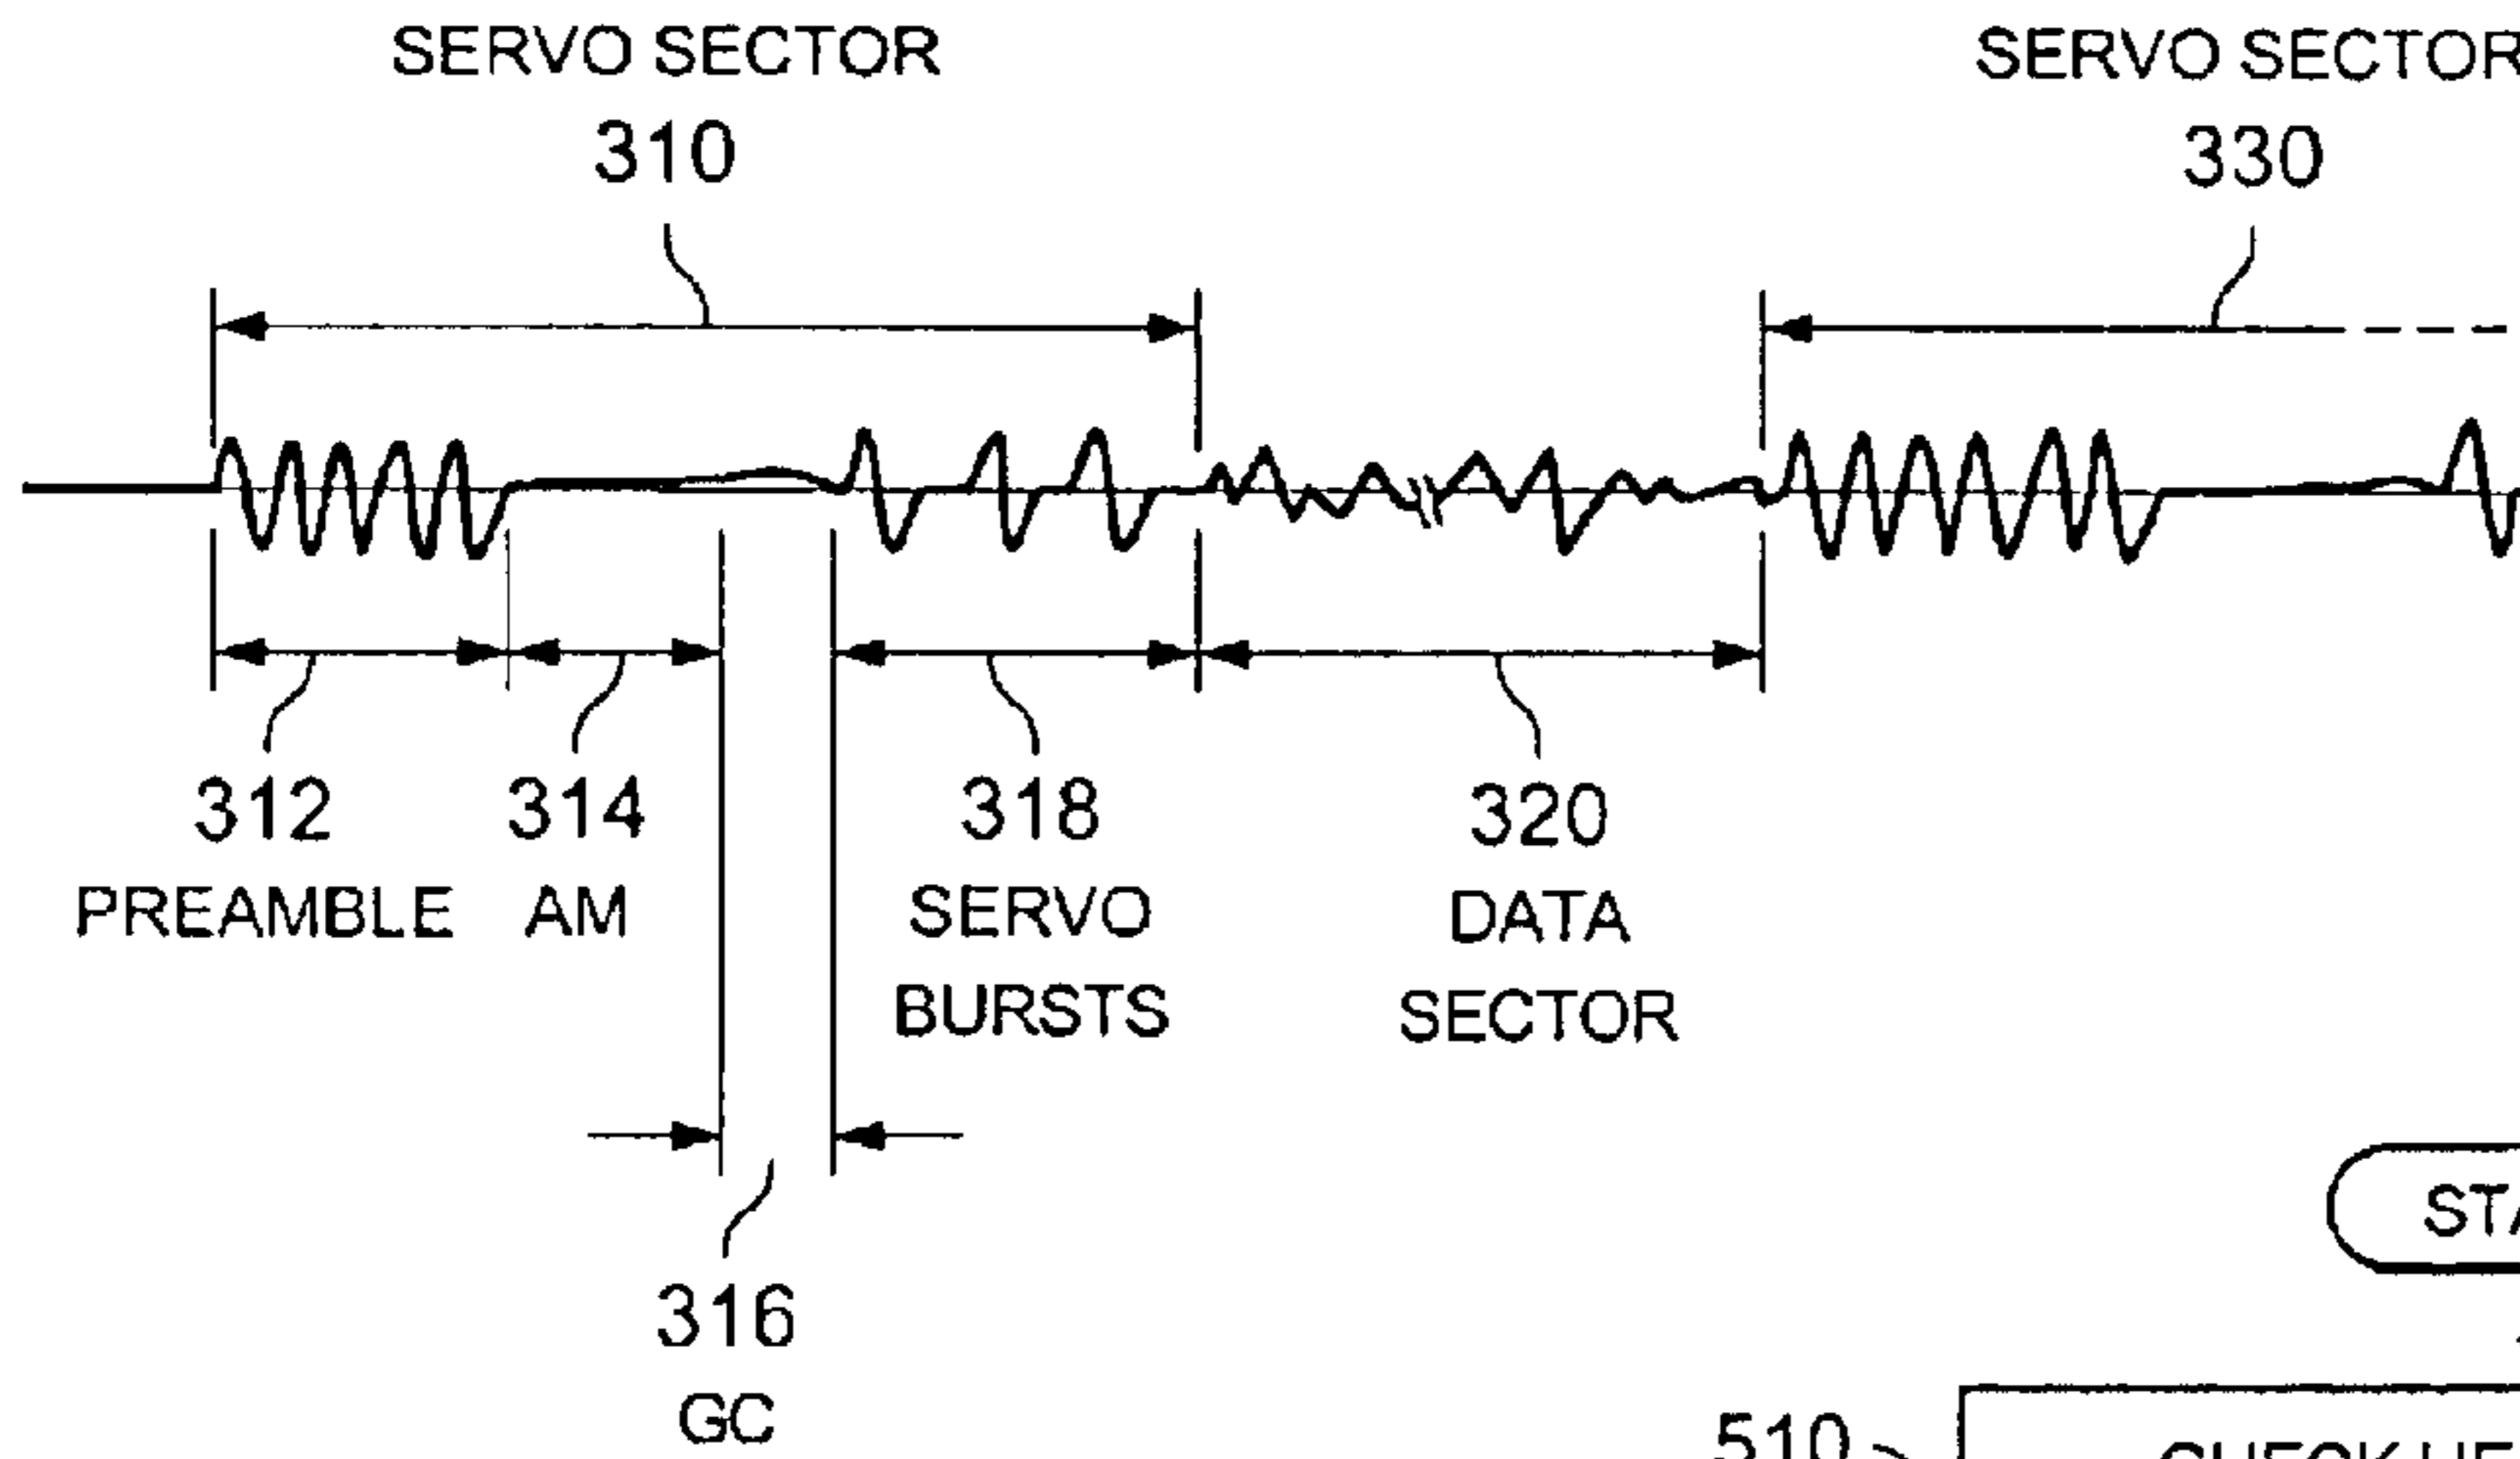 SERVO SECTOR
310
SERVO SECTOR
330
312
PREAMBLE
314
AM
318
SERVO
BURSTS
320
DATA
SECTOR
316
GC
510